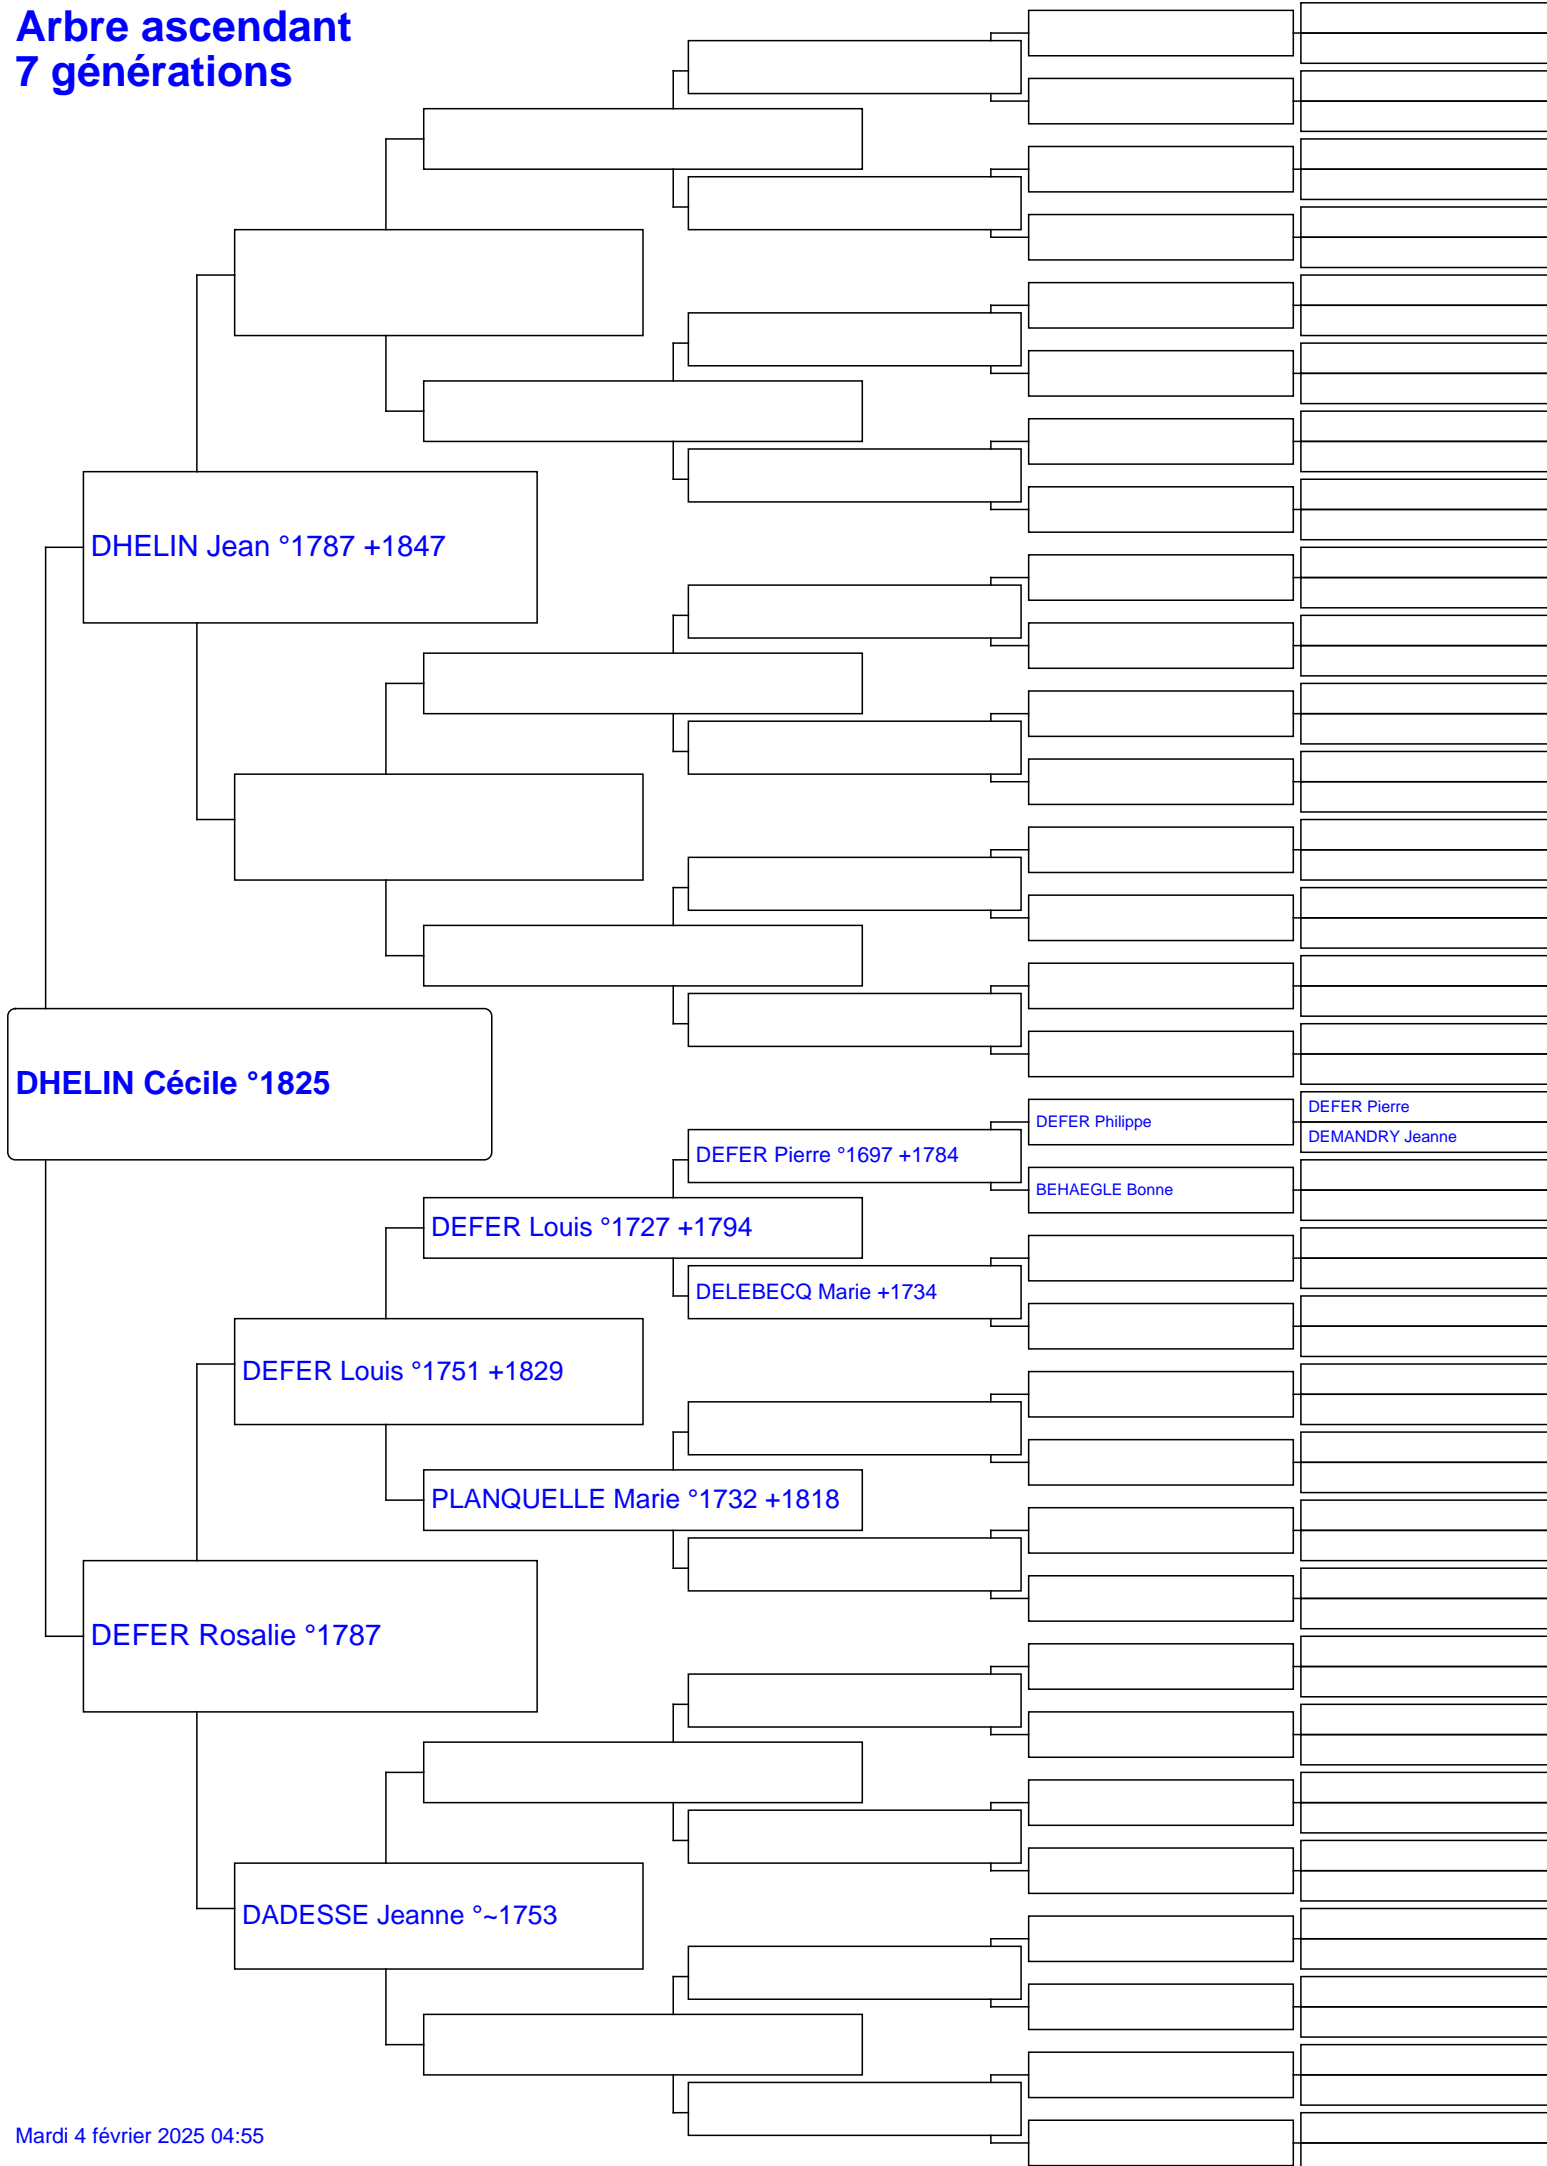 Arbre ascendant
7 générations
DHELIN Jean °1787 +1847
DHELIN Cécile °1825
DEFER Pierre
DEFER Philippe
DEMANDRY Jeanne
DEFER Pierre °1697 +1784
BEHAEGLE Bonne
DEFER Louis °1727 +1794
DELEBECQ Marie +1734
DEFER Louis °1751 +1829
PLANQUELLE Marie °1732 +1818
DEFER Rosalie °1787
DADESSE Jeanne °~1753
Mardi 4 février 2025 04:55